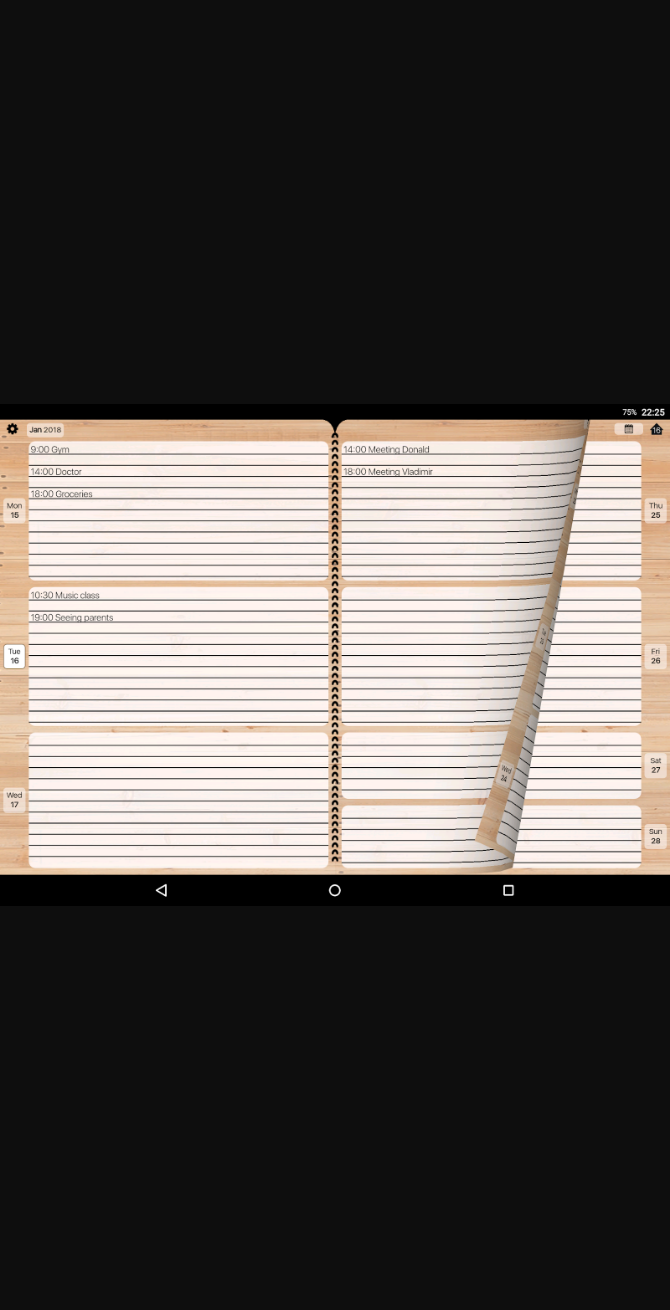 75% 22:25
Jan 2018
16
9:00 Gym
14:00 Doctor
18:00 Groceries
Mon
15
10:30 Music class
19:00 Seeing parents
Tue
16
Wed
17
14:00 Meeting Donald
18:00 Meeting Vladimir
Thu
25
Fri
26
Sat
27
Sun
28
Wed
24